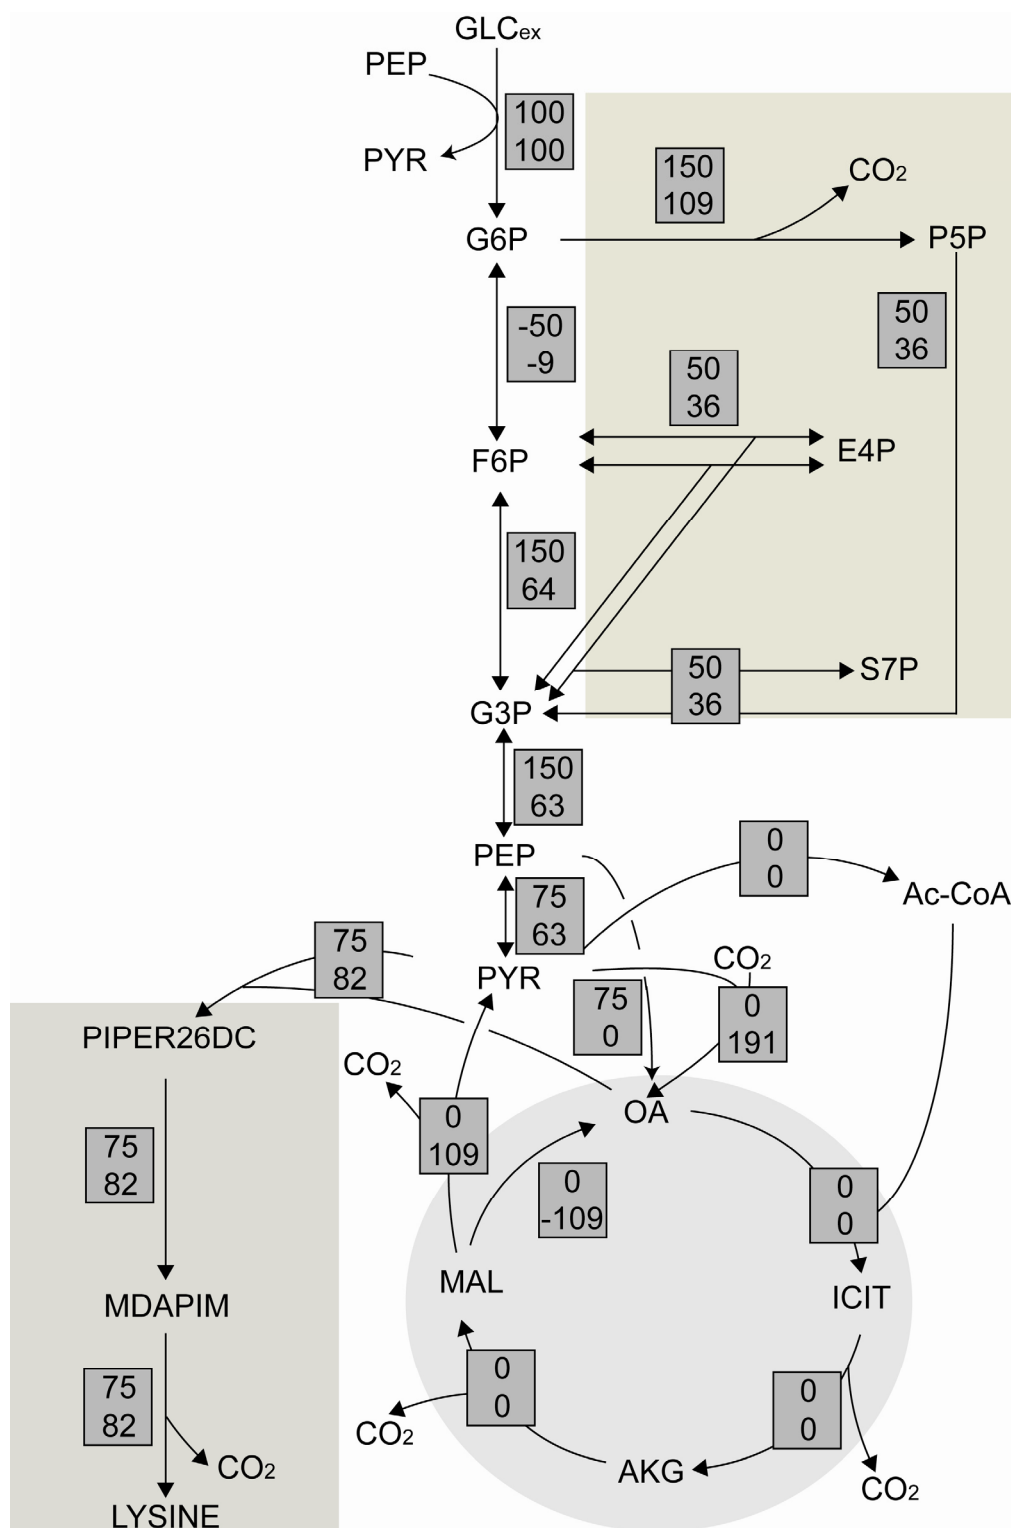 GLCex
PEP
100
100
PYR
150
109
CO2
G6P
P5P
50
36
-50
-9
50
36
F6P
E4P
150
64
50
36
S7P
G3P
150
63
PEP
0
0
Ac-CoA
75
63
75
82
PYR
CO2
75
0
0
191
PIPER26DC
CO2
OA
0
109
75
82
0
-109
0
0
MAL
ICIT
MDAPIM
75
82
0
0
0
0
CO2
CO2
AKG
CO2
LYSINE